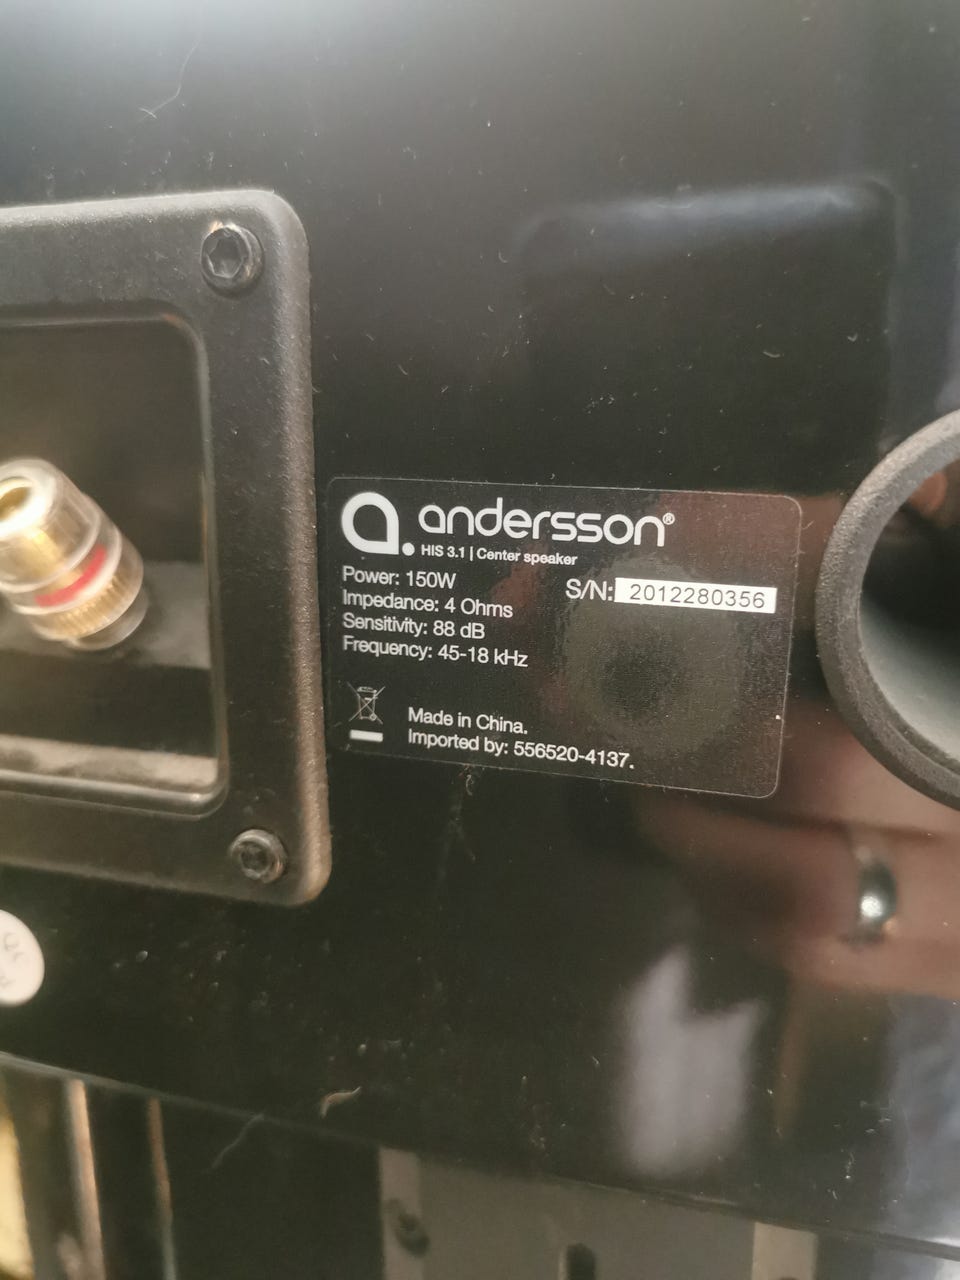 andersson®
HIS 3.1 | Center speaker
Power: 150W
S/N: 2012280356
Impedance: 4 Ohms
Sensitivity: 88 dB
Frequency: 45-18 kHz
Made in China.
Imported by: 556520-4137.